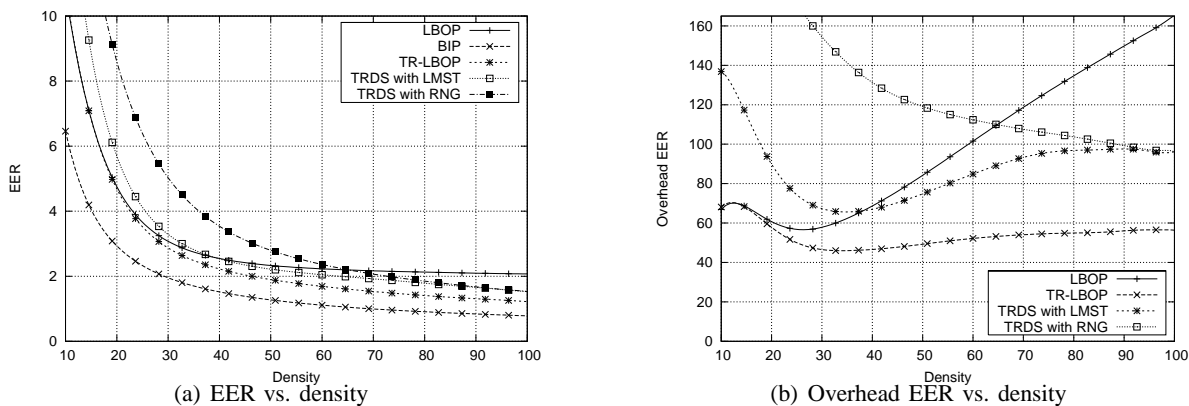 10
8
6
4
2
0
EER
LBOP
BIP
TR-LBOP
TRDS with LMST
TRDS with RNG
10 20 30 40 50 60 70 80 90 100
Density
(a) EER vs. density
160
140
120
100
80
60
40
20
0
Overhead EER
LBOP
TR-LBOP
TRDS with LMST
TRDS with RNG
10 20 30 40 50 60 70 80 90 100
Density
(b) Overhead EER vs. density